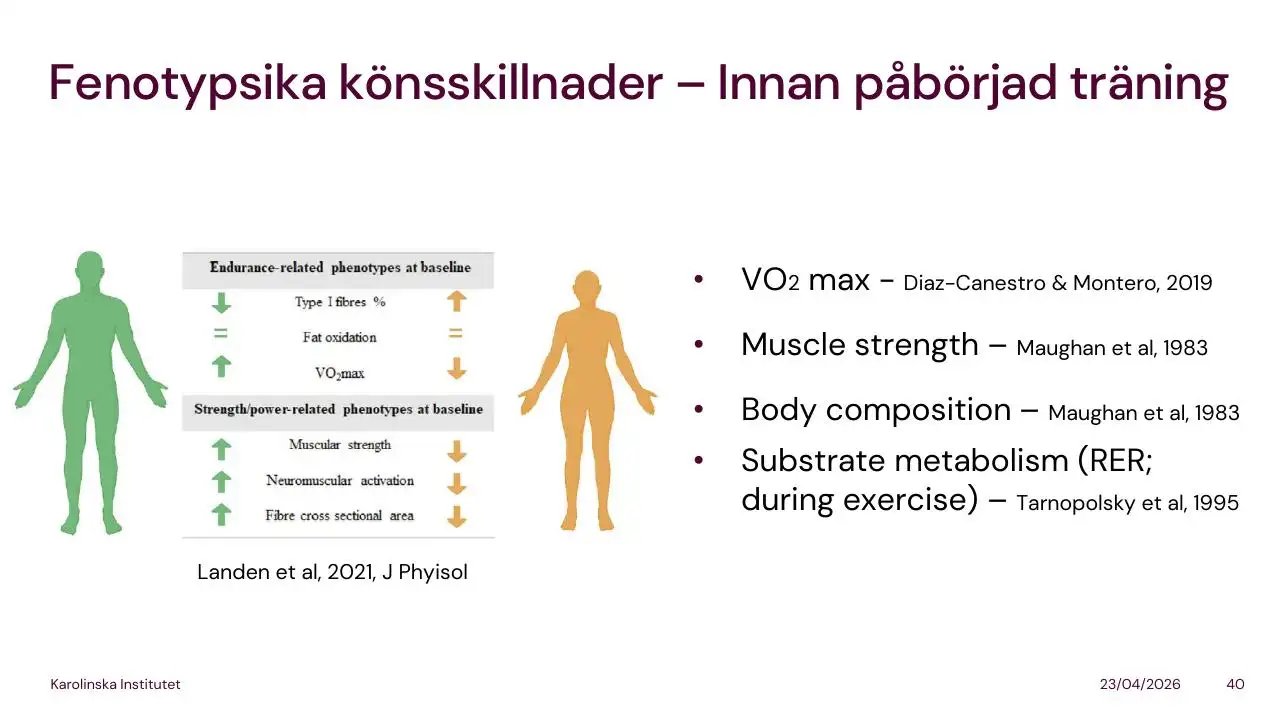 Fenotypsika könsskillnader – Innan påbörjad träning
Endurance-related phenotypes at baseline
Type I fibres %
= Fat oxidation =
VO₂max
Strength/power-related phenotypes at baseline
Muscular strength
Neuromuscular activation
Fibre cross sectional area
Landen et al, 2021, J Phyisol
• VO2 max - Diaz-Canestro & Montero, 2019
• Muscle strength – Maughan et al, 1983
• Body composition – Maughan et al, 1983
• Substrate metabolism (RER;
during exercise) – Tarnopolsky et al, 1995
Karolinska Institutet
23/04/2026
40